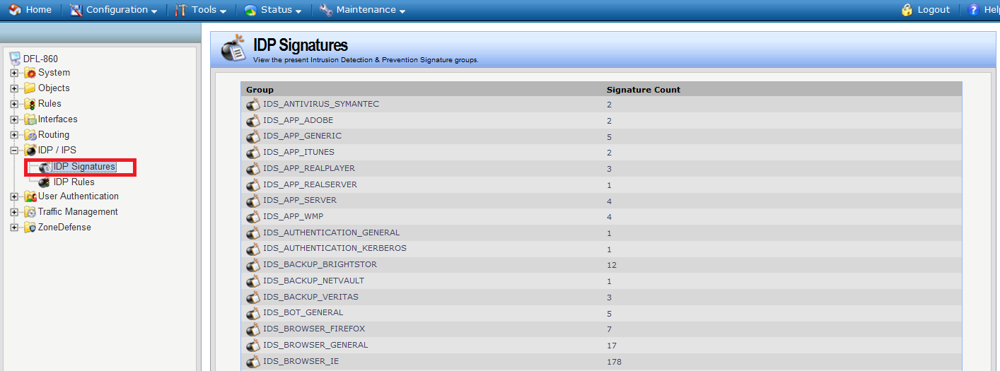 Home Configuration Tools Status Maintenance Logout Hel
DFL-860
System
Objects
Rules
Interfaces
Routing
IDP / IPS
IDP Signatures
IDP Rules
User Authentication
Traffic Management
ZoneDefense
IDP Signatures
View the present Intrusion Detection & Prevention Signature groups.
Group Signature Count
IDS_ANTIVIRUS_SYMANTEC 2
IDS_APP_ADOBE 2
IDS_APP_GENERIC 5
IDS_APP_ITUNES 2
IDS_APP_REALPLAYER 3
IDS_APP_REALSERVER 1
IDS_APP_SERVER 4
IDS_APP_WMP 4
IDS_AUTHENTICATION_GENERAL 1
IDS_AUTHENTICATION_KERBEROS 1
IDS_BACKUP_BRIGHTSTOR 12
IDS_BACKUP_NETVAULT 1
IDS_BACKUP_VERITAS 3
IDS_BOT_GENERAL 5
IDS_BROWSER_FIREFOX 7
IDS_BROWSER_GENERAL 17
IDS_BROWSER_IE 178